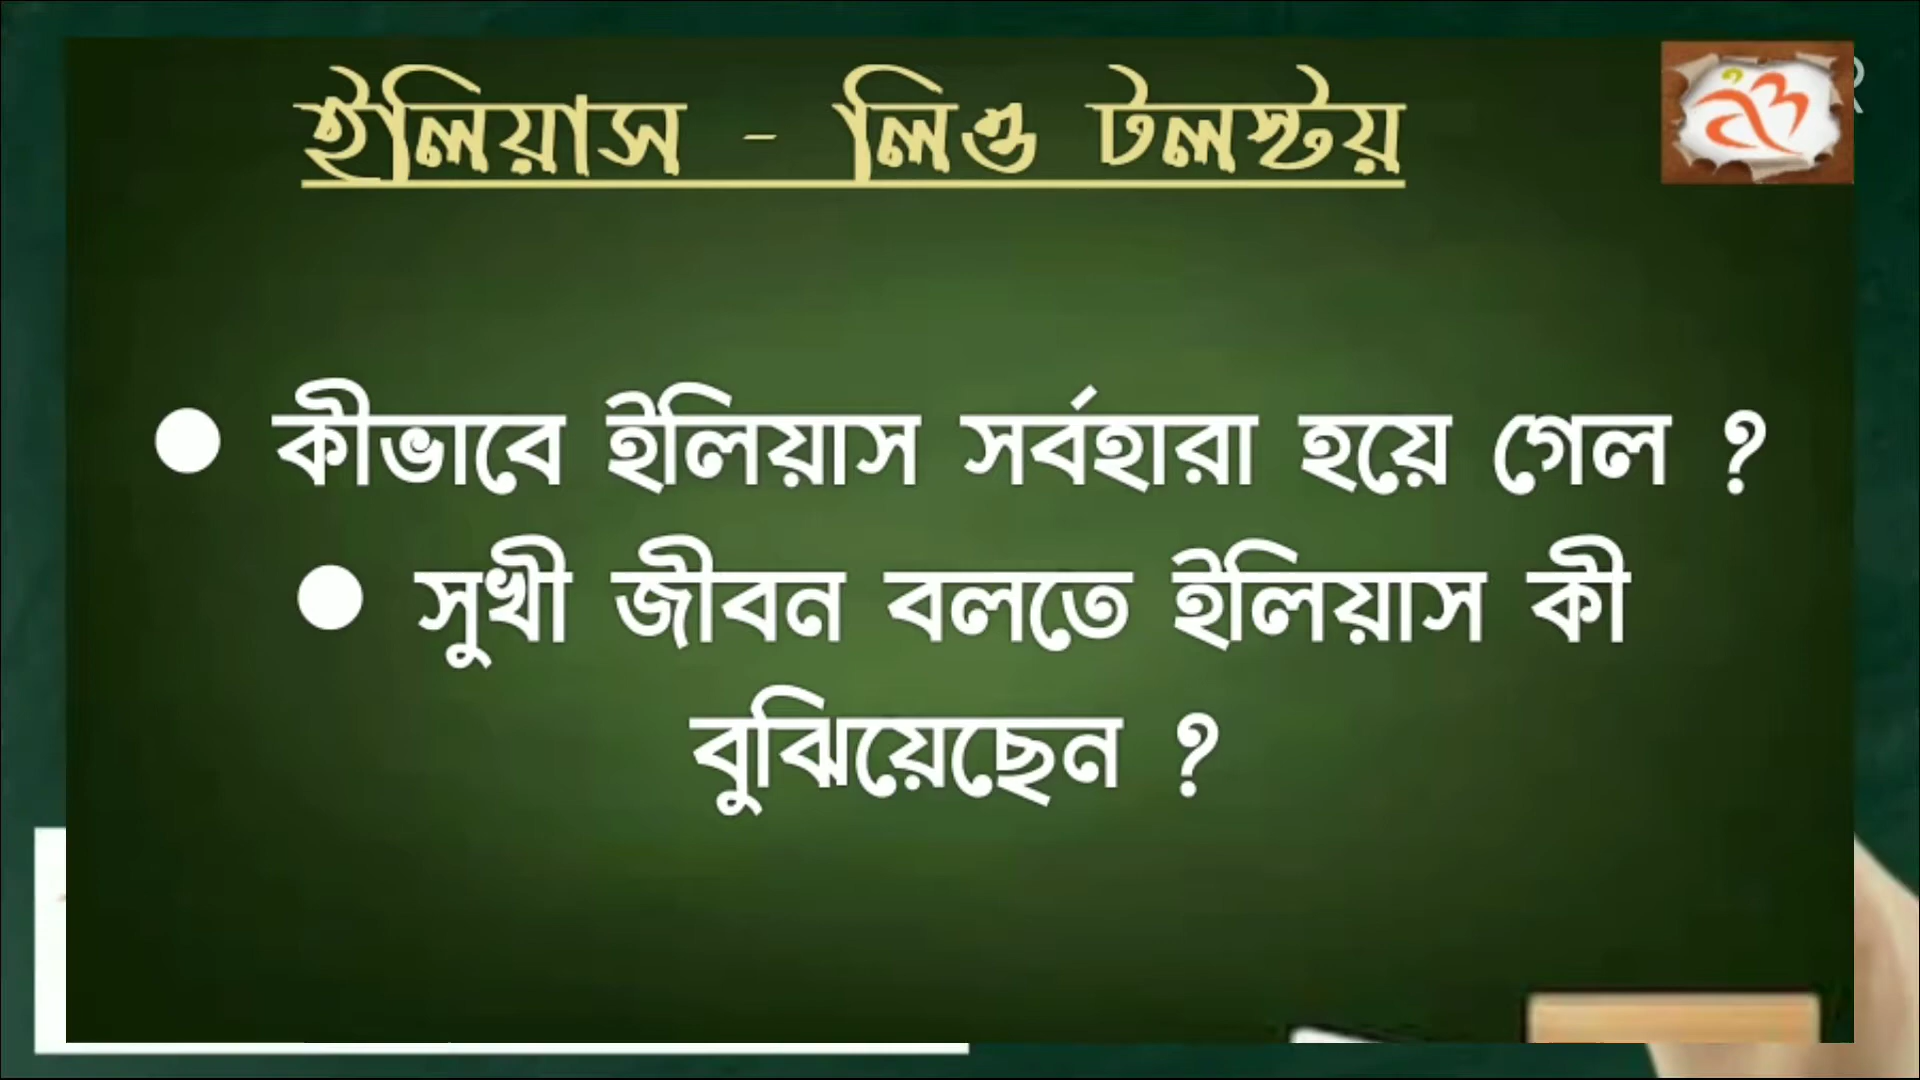 ইলিয়াস - লিও টলস্টয়
● কীভাবে ইলিয়াস সর্বহারা হয়ে গেল ?
● সুখী জীবন বলতে ইলিয়াস কী
বুঝিয়েছেন ?